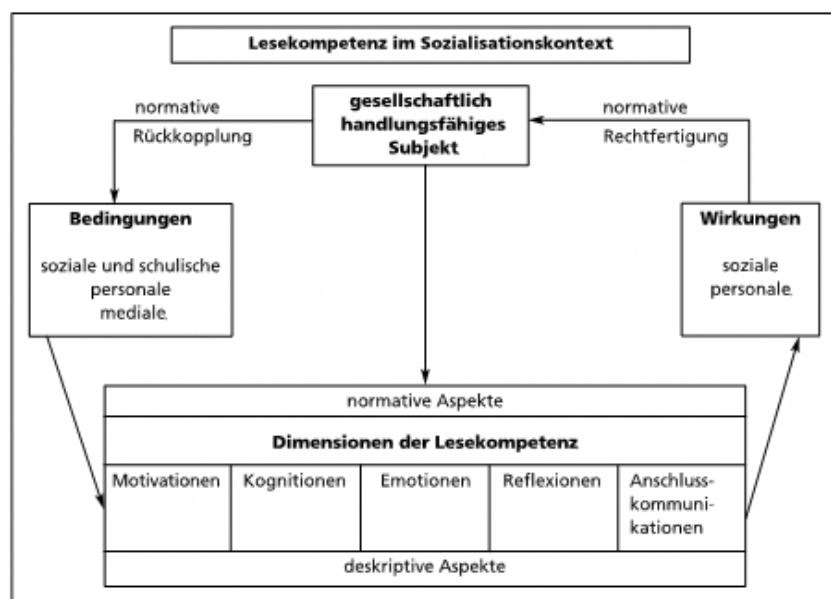 Lesekompetenz im Sozialisationskontext
normative
Rückkopplung
gesellschaftlich
handlungsfähiges
Subjekt
normative
Rechtfertigung
Bedingungen
soziale und schulische
personale
mediale.
Wirkungen
soziale
personale.
normative Aspekte
Dimensionen der Lesekompetenz
Motivationen
Kognitionen
Emotionen
Reflexionen
Anschluss-
kommuni-
kationen
deskriptive Aspekte